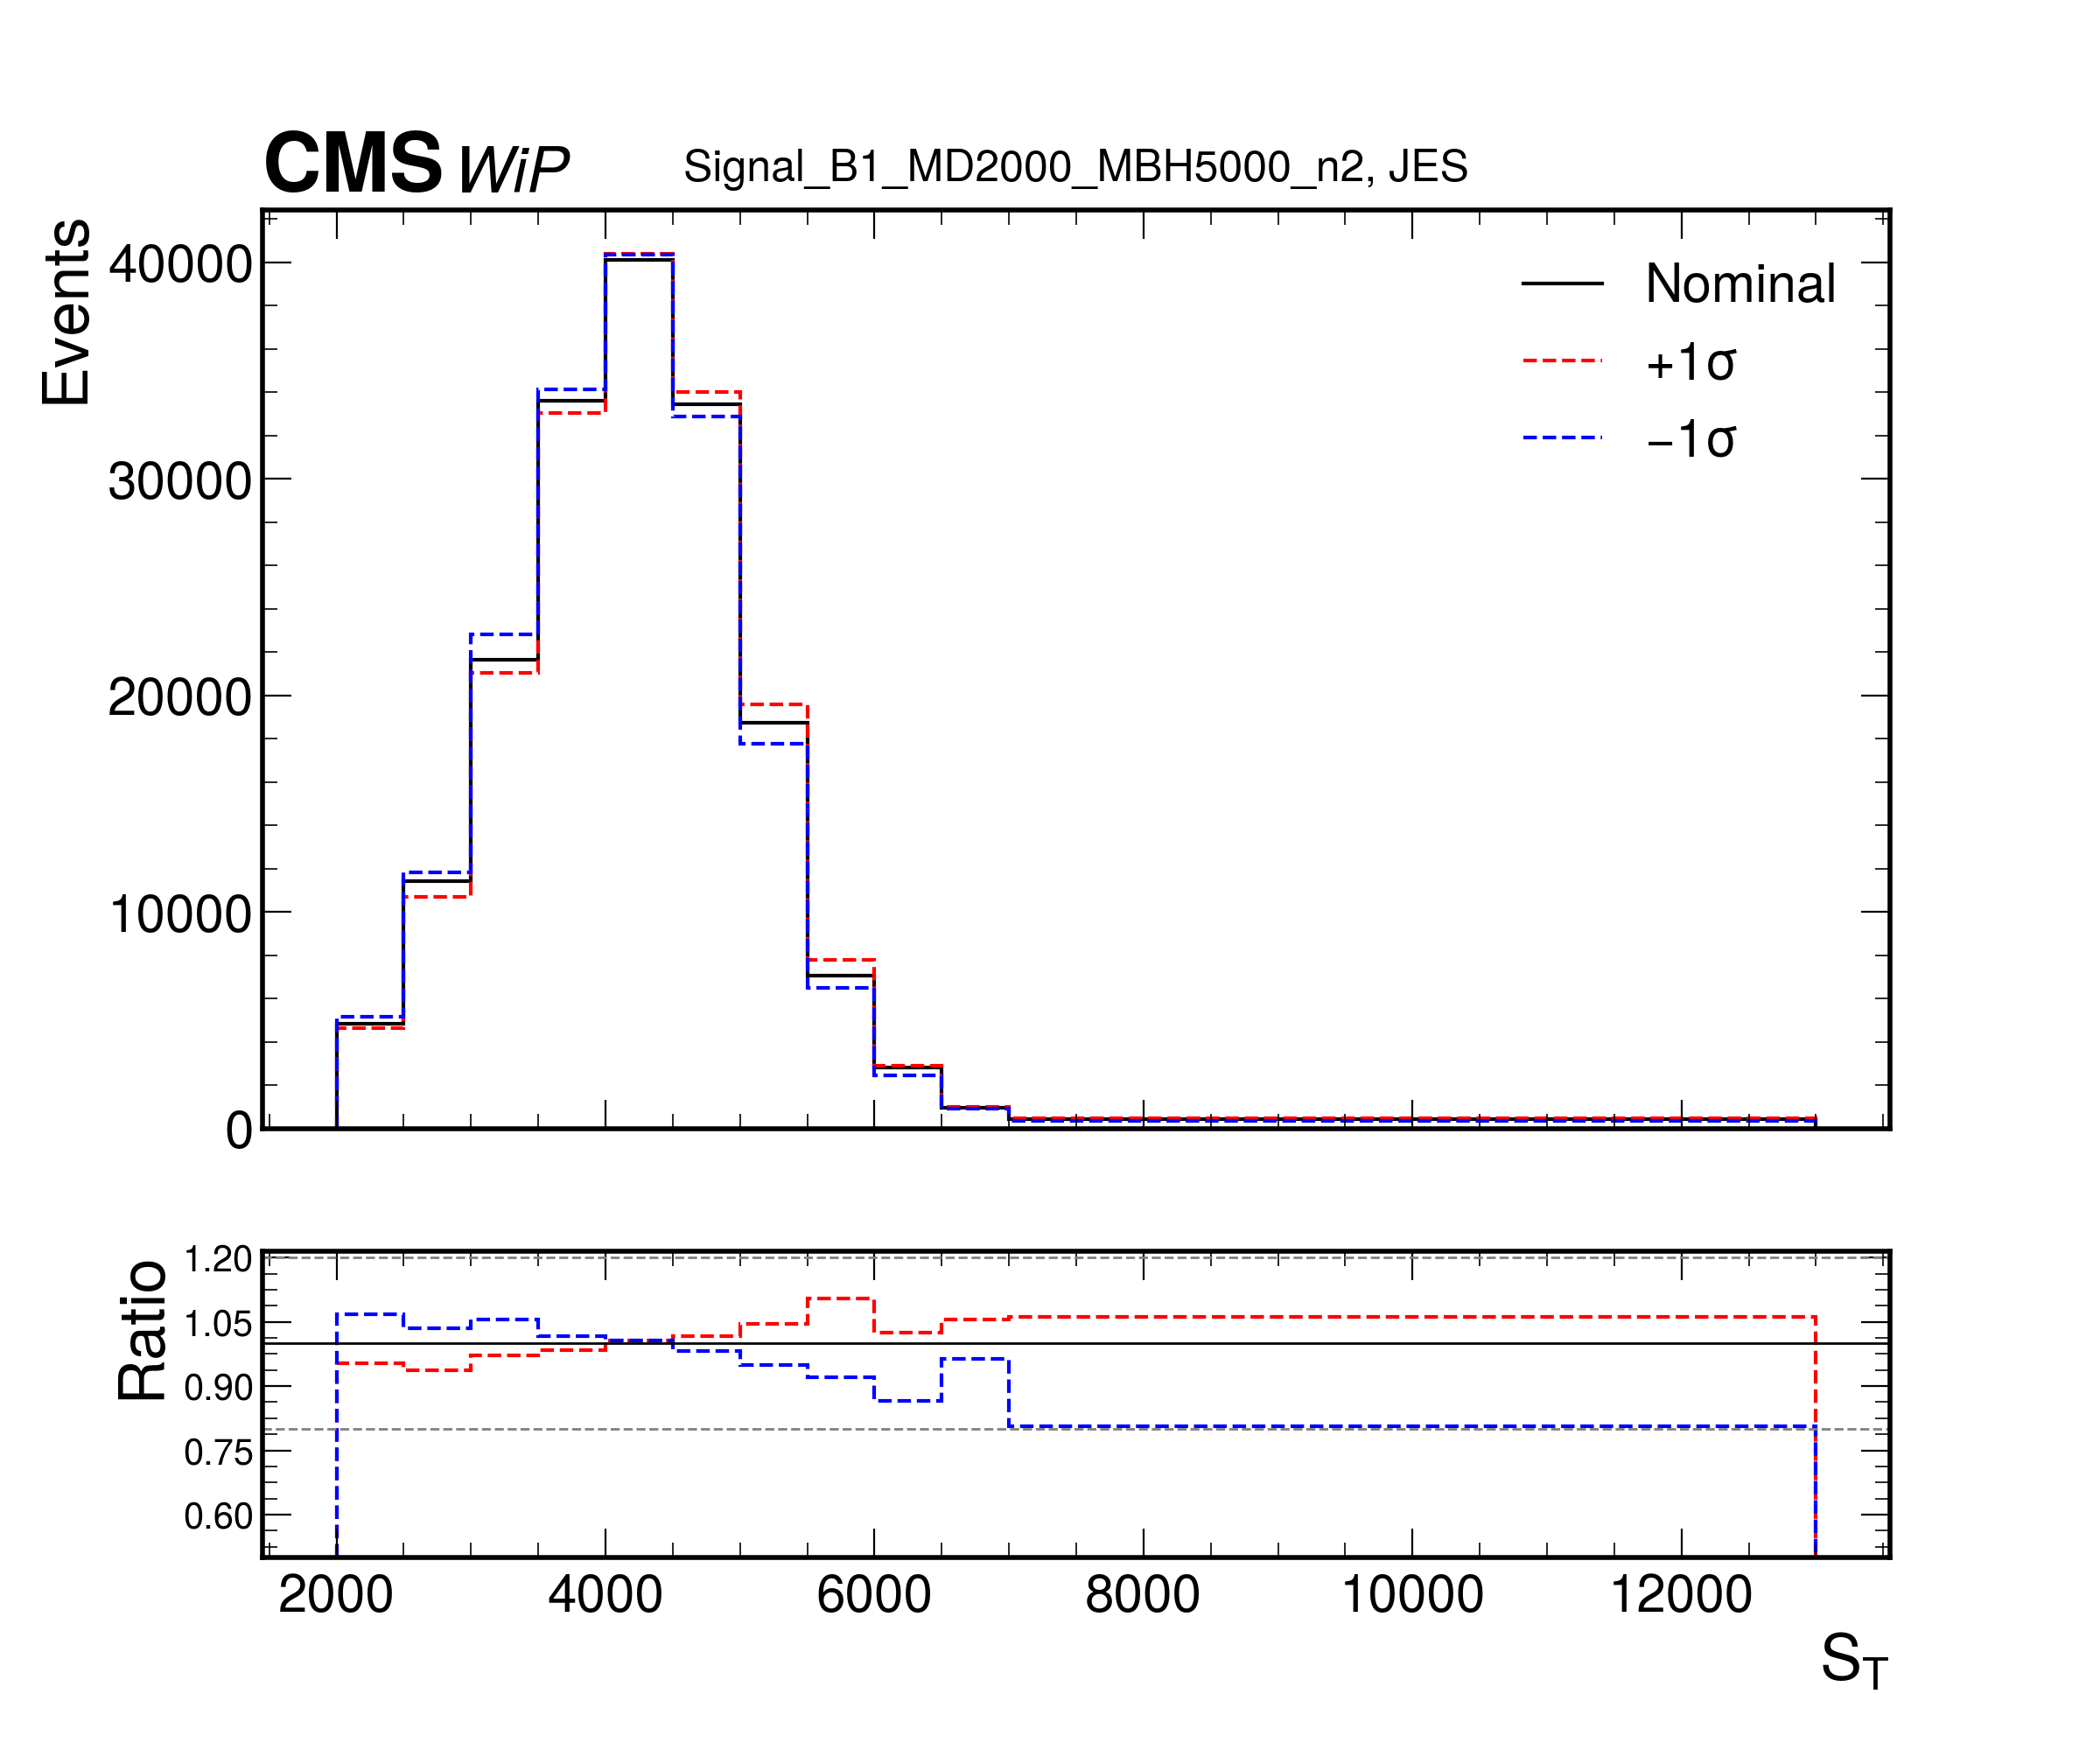 CMS WiP Signal_B1_MD2000_MBH5000_n2, JES
Events
40000
30000
20000
10000
0
Nominal
+1σ
−1σ
Ratio
1.20
1.05
0.90
0.75
0.60
2000 4000 6000 8000 10000 12000
S_T